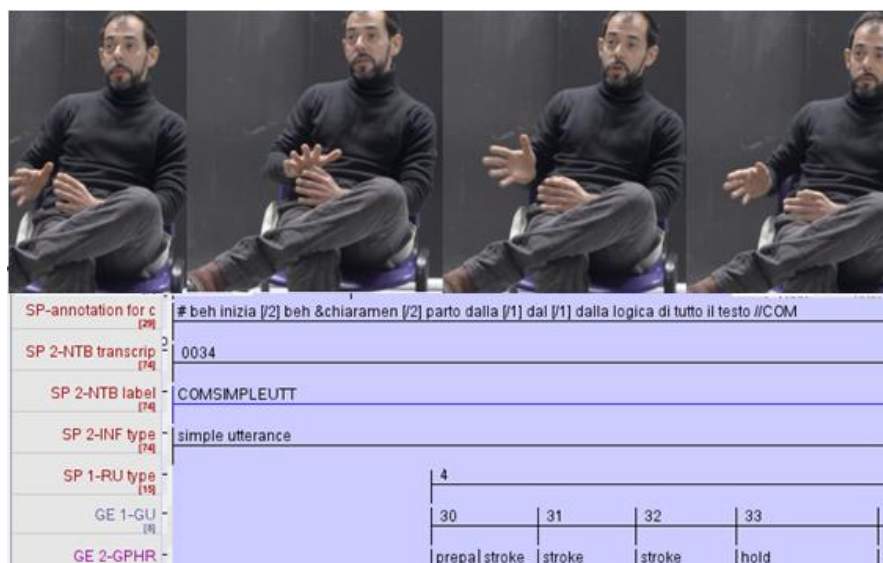 SP-annotation for c
[29]
# beh inizia [/2] beh &chiaramen [/2] parto dalla [/1] dal [/1] dalla logica di tutto il testo //COM
SP 2-NTB transcrip
[74]
0034
SP 2-NTB label
[74]
COMSIMPLEUTT
SP 2-INF type
[74]
simple utterance
SP 1-RU type
[15]
4
GE 1-GU
30 31 32 33
GE 2-GPHR
prepa stroke stroke stroke hold